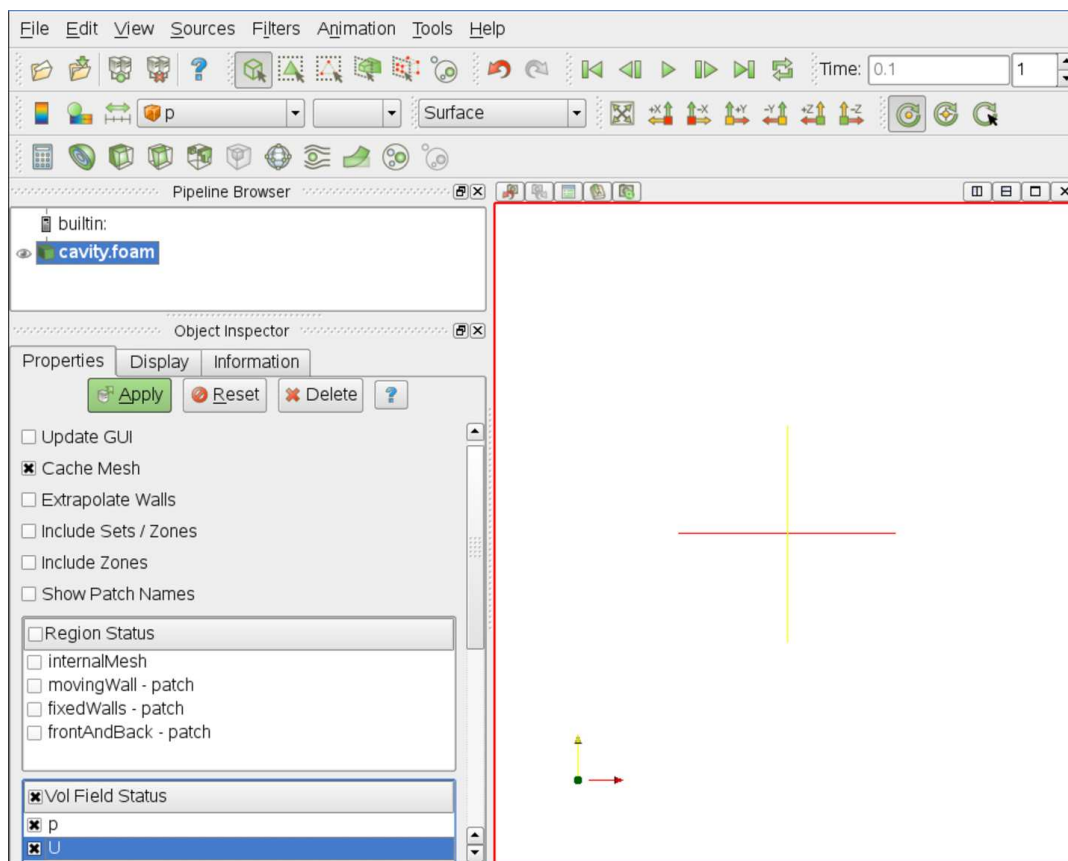 File Edit View Sources Filters Animation Tools Help
Time: 0.1 1
p Surface +X -X +Y -Y +Z -Z
Pipeline Browser
builtin:
cavity.foam
Object Inspector
Properties Display Information
Apply Reset Delete ?
Update GUI
Cache Mesh
Extrapolate Walls
Include Sets / Zones
Include Zones
Show Patch Names
Region Status
internalMesh
movingWall - patch
fixedWalls - patch
frontAndBack - patch
Vol Field Status
p
U